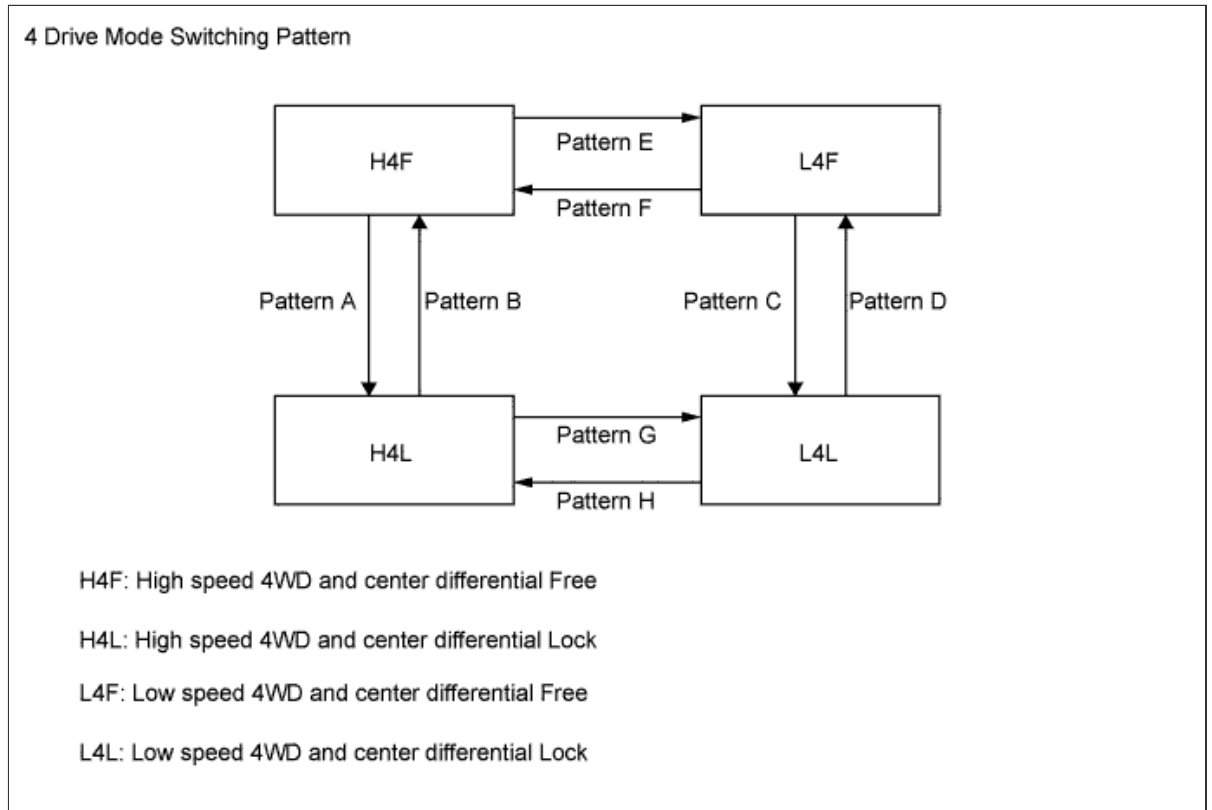 4 Drive Mode Switching Pattern
H4F
Pattern E
L4F
Pattern F
Pattern A
Pattern B
Pattern C
Pattern D
H4L
Pattern G
L4L
Pattern H
H4F: High speed 4WD and center differential Free
H4L: High speed 4WD and center differential Lock
L4F: Low speed 4WD and center differential Free
L4L: Low speed 4WD and center differential Lock